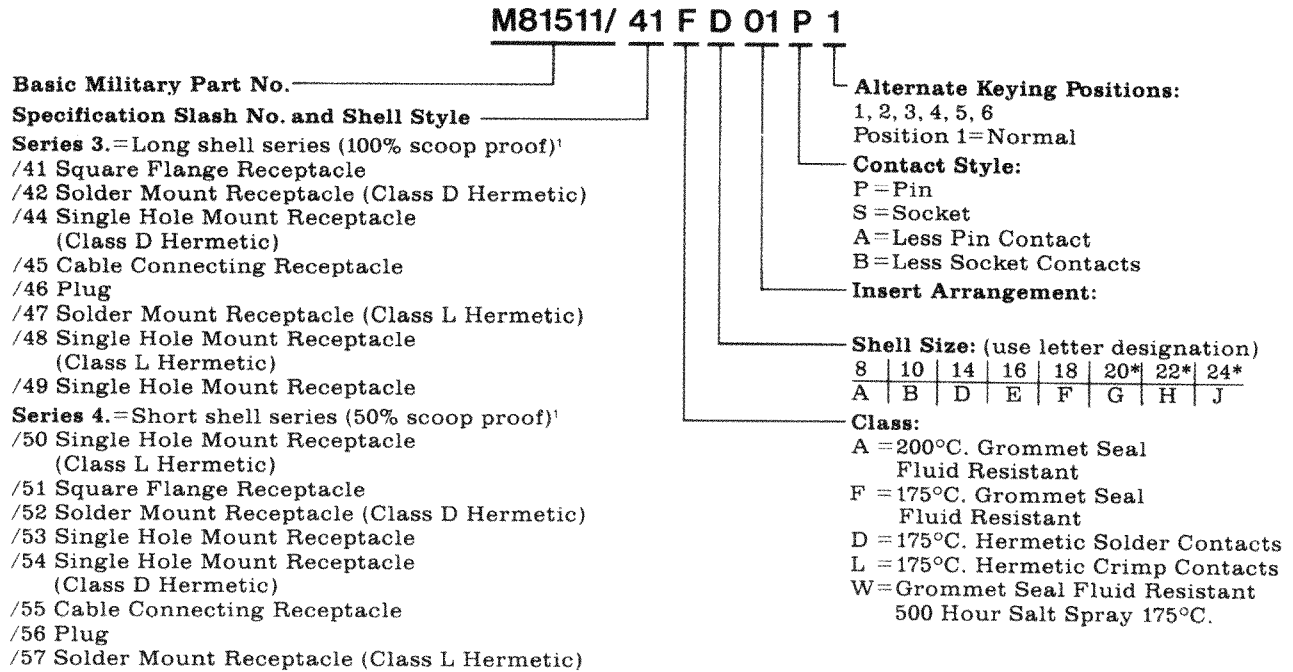 M81511/ 41 F D 01 P 1
Basic Military Part No.
Specification Slash No. and Shell Style
Series 3.=Long shell series (100% scoop proof)¹
/41 Square Flange Receptacle
/42 Solder Mount Receptacle (Class D Hermetic)
/44 Single Hole Mount Receptacle
(Class D Hermetic)
/45 Cable Connecting Receptacle
/46 Plug
/47 Solder Mount Receptacle (Class L Hermetic)
/48 Single Hole Mount Receptacle
(Class L Hermetic)
/49 Single Hole Mount Receptacle
Series 4.=Short shell series (50% scoop proof)¹
/50 Single Hole Mount Receptacle
(Class L Hermetic)
/51 Square Flange Receptacle
/52 Solder Mount Receptacle (Class D Hermetic)
/53 Single Hole Mount Receptacle
/54 Single Hole Mount Receptacle
(Class D Hermetic)
/55 Cable Connecting Receptacle
/56 Plug
/57 Solder Mount Receptacle (Class L Hermetic)
Alternate Keying Positions:
1, 2, 3, 4, 5, 6
Position 1=Normal
Contact Style:
P=Pin
S=Socket
A=Less Pin Contact
B=Less Socket Contacts
Insert Arrangement:
Shell Size: (use letter designation)
8 | 10 | 14 | 16 | 18 | 20* | 22* | 24*
A | B | D | E | F | G | H | J
Class:
A =200°C. Grommet Seal
Fluid Resistant
F =175°C. Grommet Seal
Fluid Resistant
D =175°C. Hermetic Solder Contacts
L =175°C. Hermetic Crimp Contacts
W=Grommet Seal Fluid Resistant
500 Hour Salt Spray 175°C.